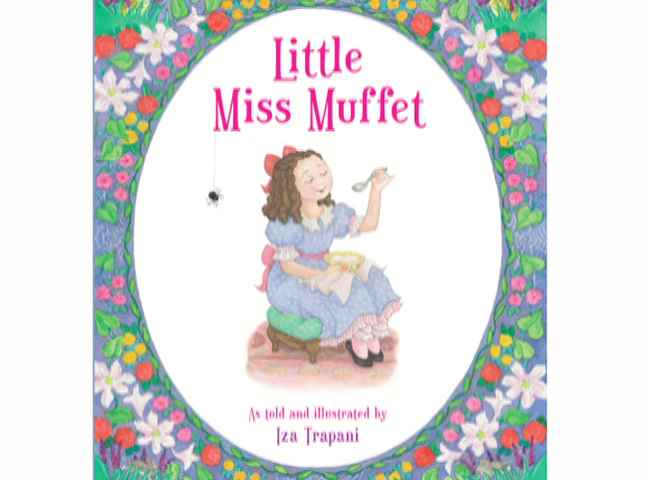 Little
Miss Muffet
As told and illustrated by
Iza Trapani